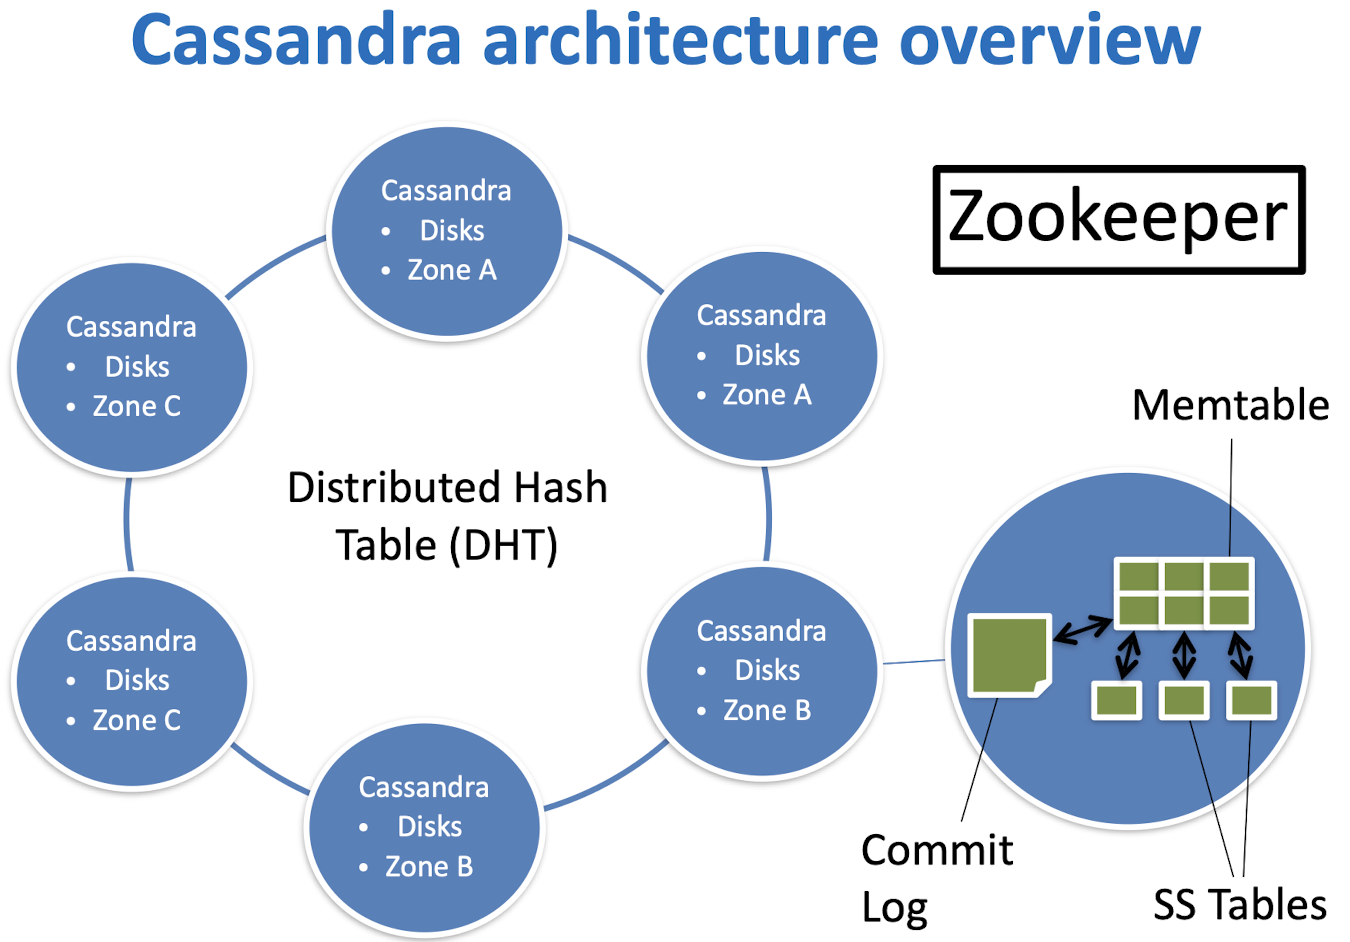 Cassandra architecture overview
Cassandra
• Disks
• Zone A
Zookeeper
Cassandra
• Disks
• Zone A
Cassandra
• Disks
• Zone C
Memtable
Distributed Hash
Table (DHT)
Cassandra
• Disks
• Zone B
Cassandra
• Disks
• Zone C
Cassandra
• Disks
• Zone B
Commit
Log
SS Tables